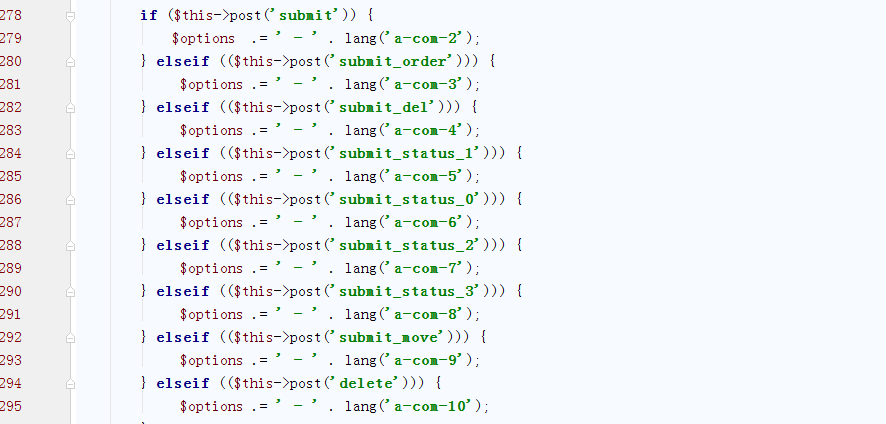 278 if ($this->post('submit')) {
279 $options .= ' - ' . lang('a-com-2');
280 } elseif (($this->post('submit_order'))) {
281 $options .= ' - ' . lang('a-com-3');
282 } elseif (($this->post('submit_del'))) {
283 $options .= ' - ' . lang('a-com-4');
284 } elseif (($this->post('submit_status_1'))) {
285 $options .= ' - ' . lang('a-com-5');
286 } elseif (($this->post('submit_status_0'))) {
287 $options .= ' - ' . lang('a-com-6');
288 } elseif (($this->post('submit_status_2'))) {
289 $options .= ' - ' . lang('a-com-7');
290 } elseif (($this->post('submit_status_3'))) {
291 $options .= ' - ' . lang('a-com-8');
292 } elseif (($this->post('submit_move'))) {
293 $options .= ' - ' . lang('a-com-9');
294 } elseif (($this->post('delete'))) {
295 $options .= ' - ' . lang('a-com-10');